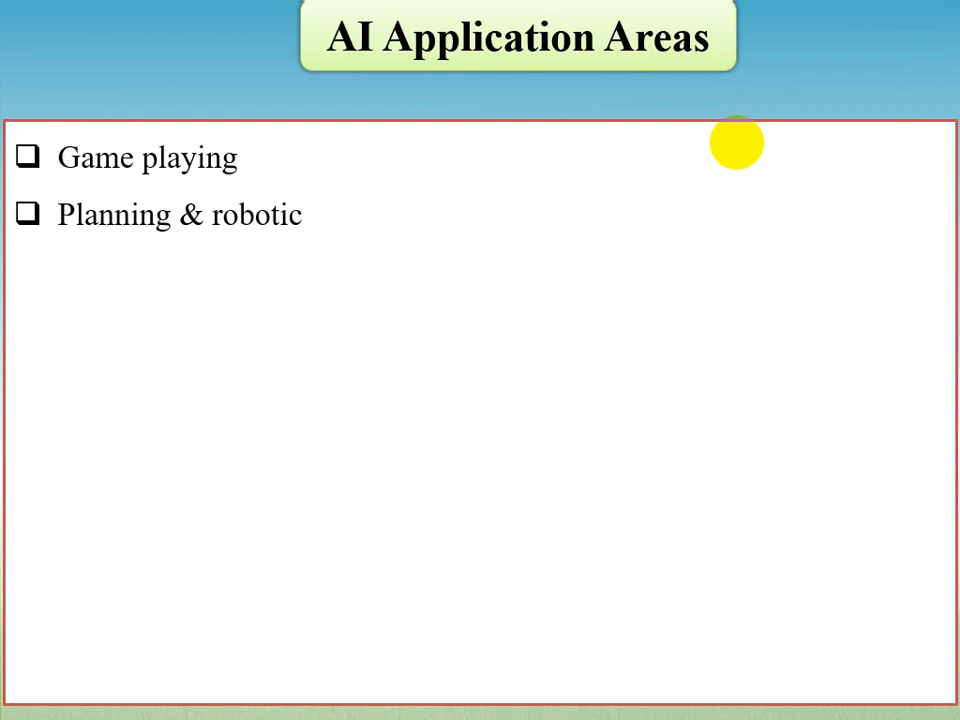 AI Application Areas
❑ Game playing
❑ Planning & robotic